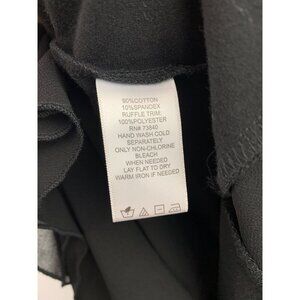 90%COTTON
10%SPANDEX
RUFFLE TRIM:
100%POLYESTER
RN# 73840
HAND WASH COLD
SEPARATELY
ONLY NON-CHLORINE
BLEACH
WHEN NEEDED
LAY FLAT TO DRY
WARM IRON IF NEEDED